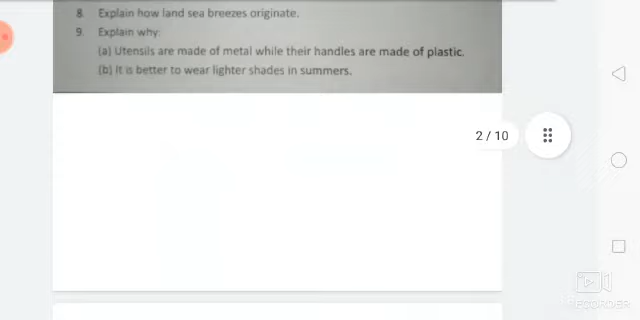 8. Explain how land sea breezes originate.
9. Explain why:
(a) Utensils are made of metal while their handles are made of plastic.
(b) It is better to wear lighter shades in summers.
2 / 10
RECORDER